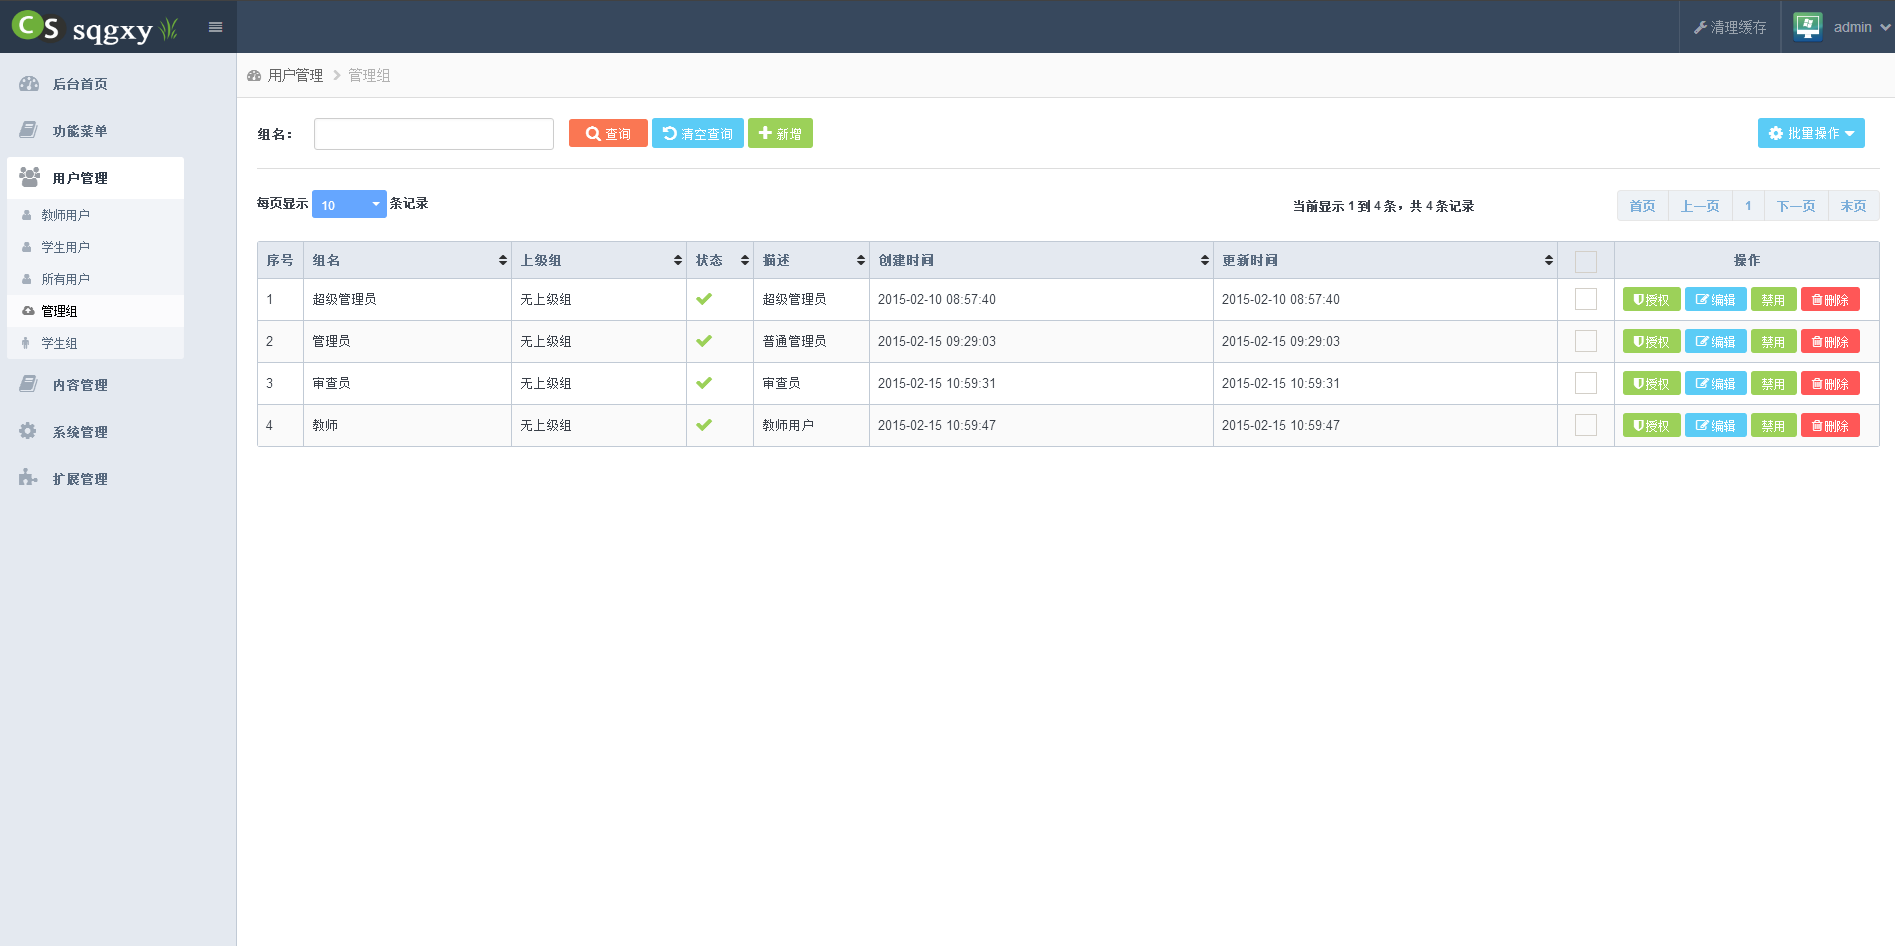 CS sqgxy
清理缓存 admin
后台首页
功能菜单
用户管理
教师用户
学生用户
所有用户
管理组
学生组
内容管理
系统管理
扩展管理
用户管理 管理组
组名: 查询 清空查询 新增 批量操作
每页显示 10 条记录 当前显示 1 到 4 条，共 4 条记录 首页 上一页 1 下一页 末页
序号 组名 上级组 状态 描述 创建时间 更新时间 操作
1 超级管理员 无上级组 超级管理员 2015-02-10 08:57:40 2015-02-10 08:57:40 授权 编辑 禁用 删除
2 管理员 无上级组 普通管理员 2015-02-15 09:29:03 2015-02-15 09:29:03 授权 编辑 禁用 删除
3 审查员 无上级组 审查员 2015-02-15 10:59:31 2015-02-15 10:59:31 授权 编辑 禁用 删除
4 教师 无上级组 教师用户 2015-02-15 10:59:47 2015-02-15 10:59:47 授权 编辑 禁用 删除